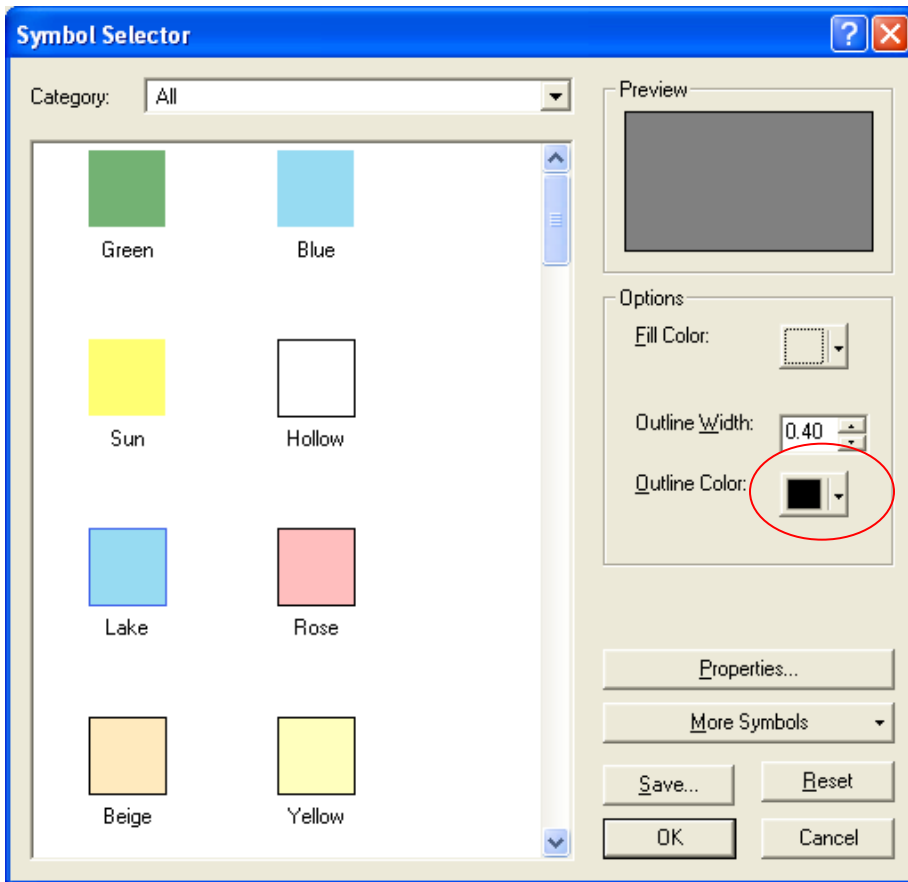 Symbol Selector
Category: All
Green Blue
Sun Hollow
Lake Rose
Beige Yellow
Preview
Options
Fill Color:
Outline Width: 0.40
Outline Color:
Properties...
More Symbols
Save... Reset
OK Cancel